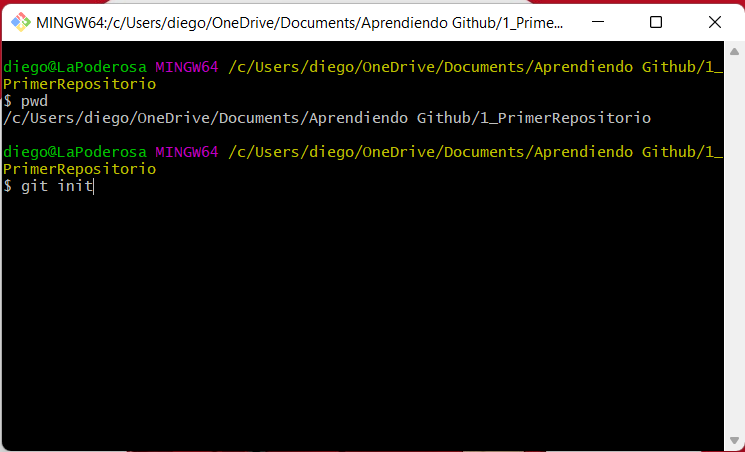 MINGW64:/c/Users/diego/OneDrive/Documents/Aprendiendo Github/1_Prime...
diego@LaPoderosa MINGW64 /c/Users/diego/OneDrive/Documents/Aprendiendo Github/1_
PrimerRepositorio
$ pwd
/c/Users/diego/OneDrive/Documents/Aprendiendo Github/1_PrimerRepositorio
diego@LaPoderosa MINGW64 /c/Users/diego/OneDrive/Documents/Aprendiendo Github/1_
PrimerRepositorio
$ git init